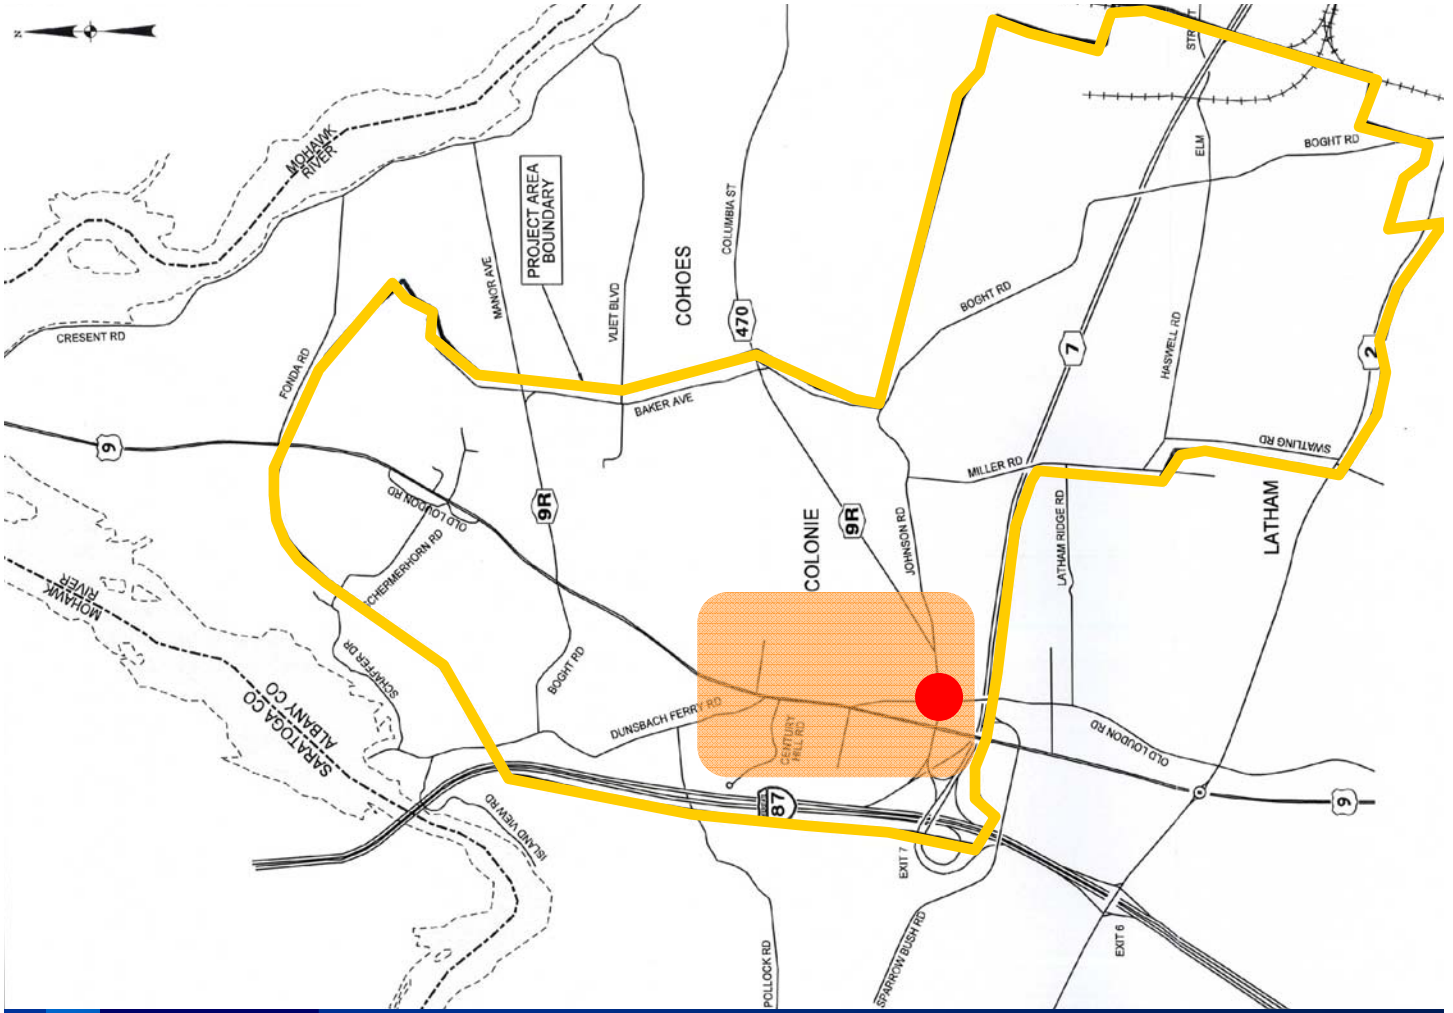 N
STR
T
MOHAWK
RIVER
ELM
BOGHT RD
PROJECT AREA
BOUNDARY
COLUMBIA ST
COHOES
MANOR AVE
VLIET BLVD
BOGHT RD
470
CRESENT RD
FONDA RD
7
HASWELL RD
2
BAKER AVE
9
SWATLING RD
MILLER RD
OLD LOUDON RD
9R
9R
COLONIE
JOHNSON RD
LATHAM RIDGE RD
LATHAM
SCHERMERHORN RD
MOHAWK
RIVER
SCHAFFER DR
BOGHT RD
SARATOGA CO
ALBANY CO
DUNSBACH FERRY RD
CENTURY
HILL RD
OLD LOUDON RD
87
9
ISLAND VIEW RD
EXIT 7
POLLOCK RD
SPARROW BUSH RD
EXIT 6